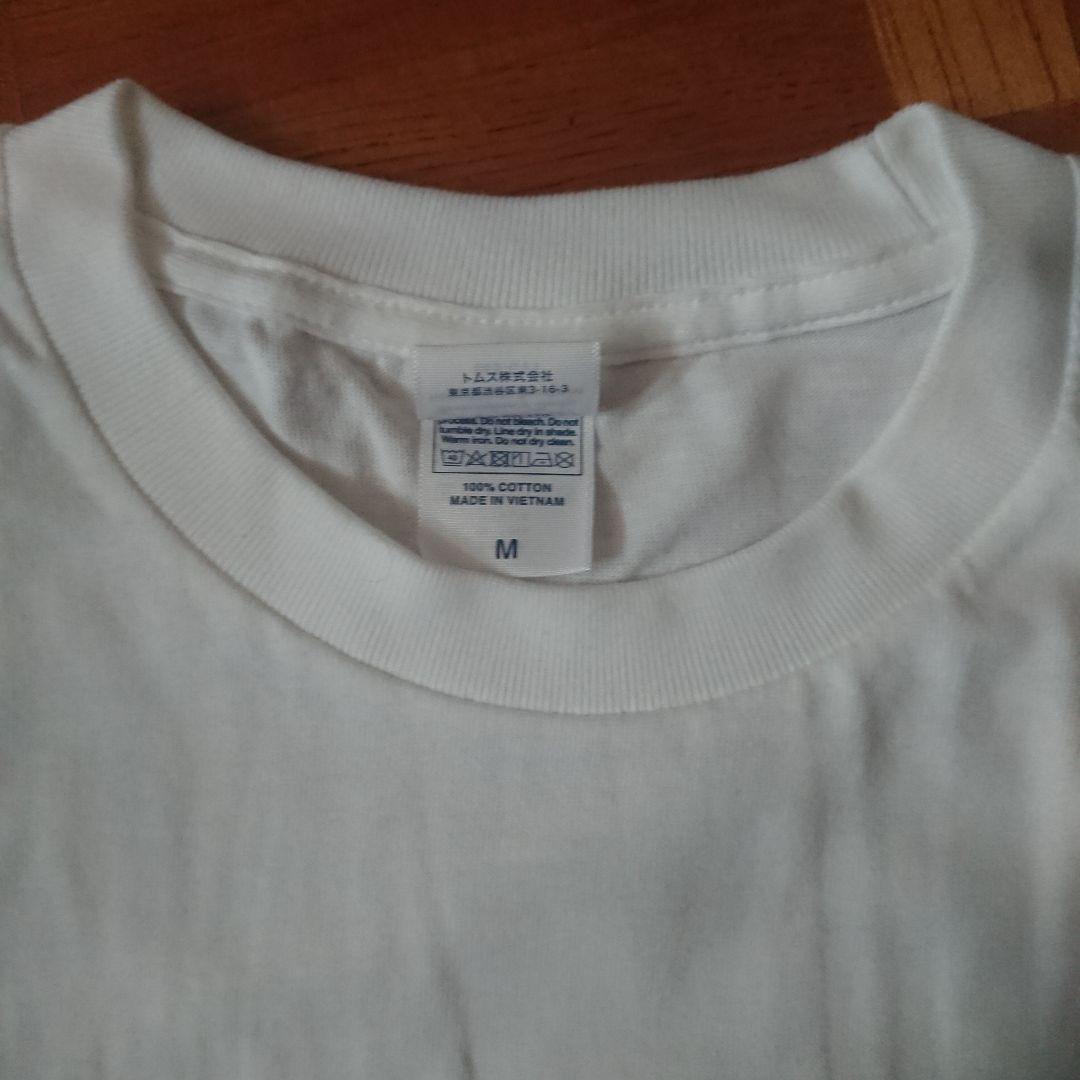 トムス株式会社
東京都渋谷区東3-16-3
process. Do not bleach. Do not
tumble dry. Line dry in shade.
Warm iron. Do not dry clean.
40
100% COTTON
MADE IN VIETNAM
M